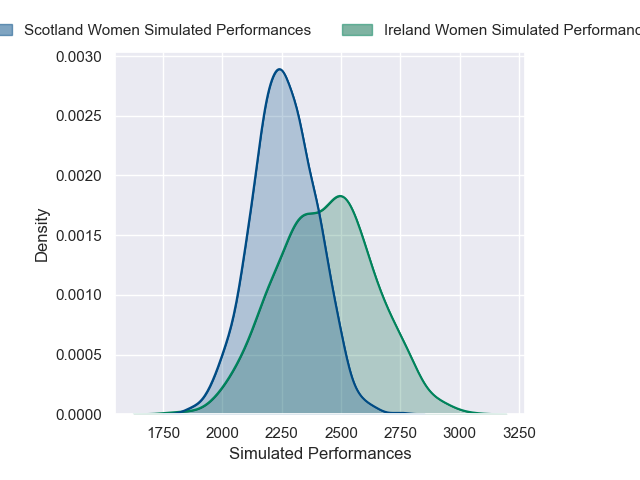 Scotland Women Simulated Performances
Ireland Women Simulated
0.0030
0.0025
0.0020
0.0015
0.0010
0.0005
0.0000
Density
1750 2000 2250 2500 2750 3000 3250
Simulated Performances